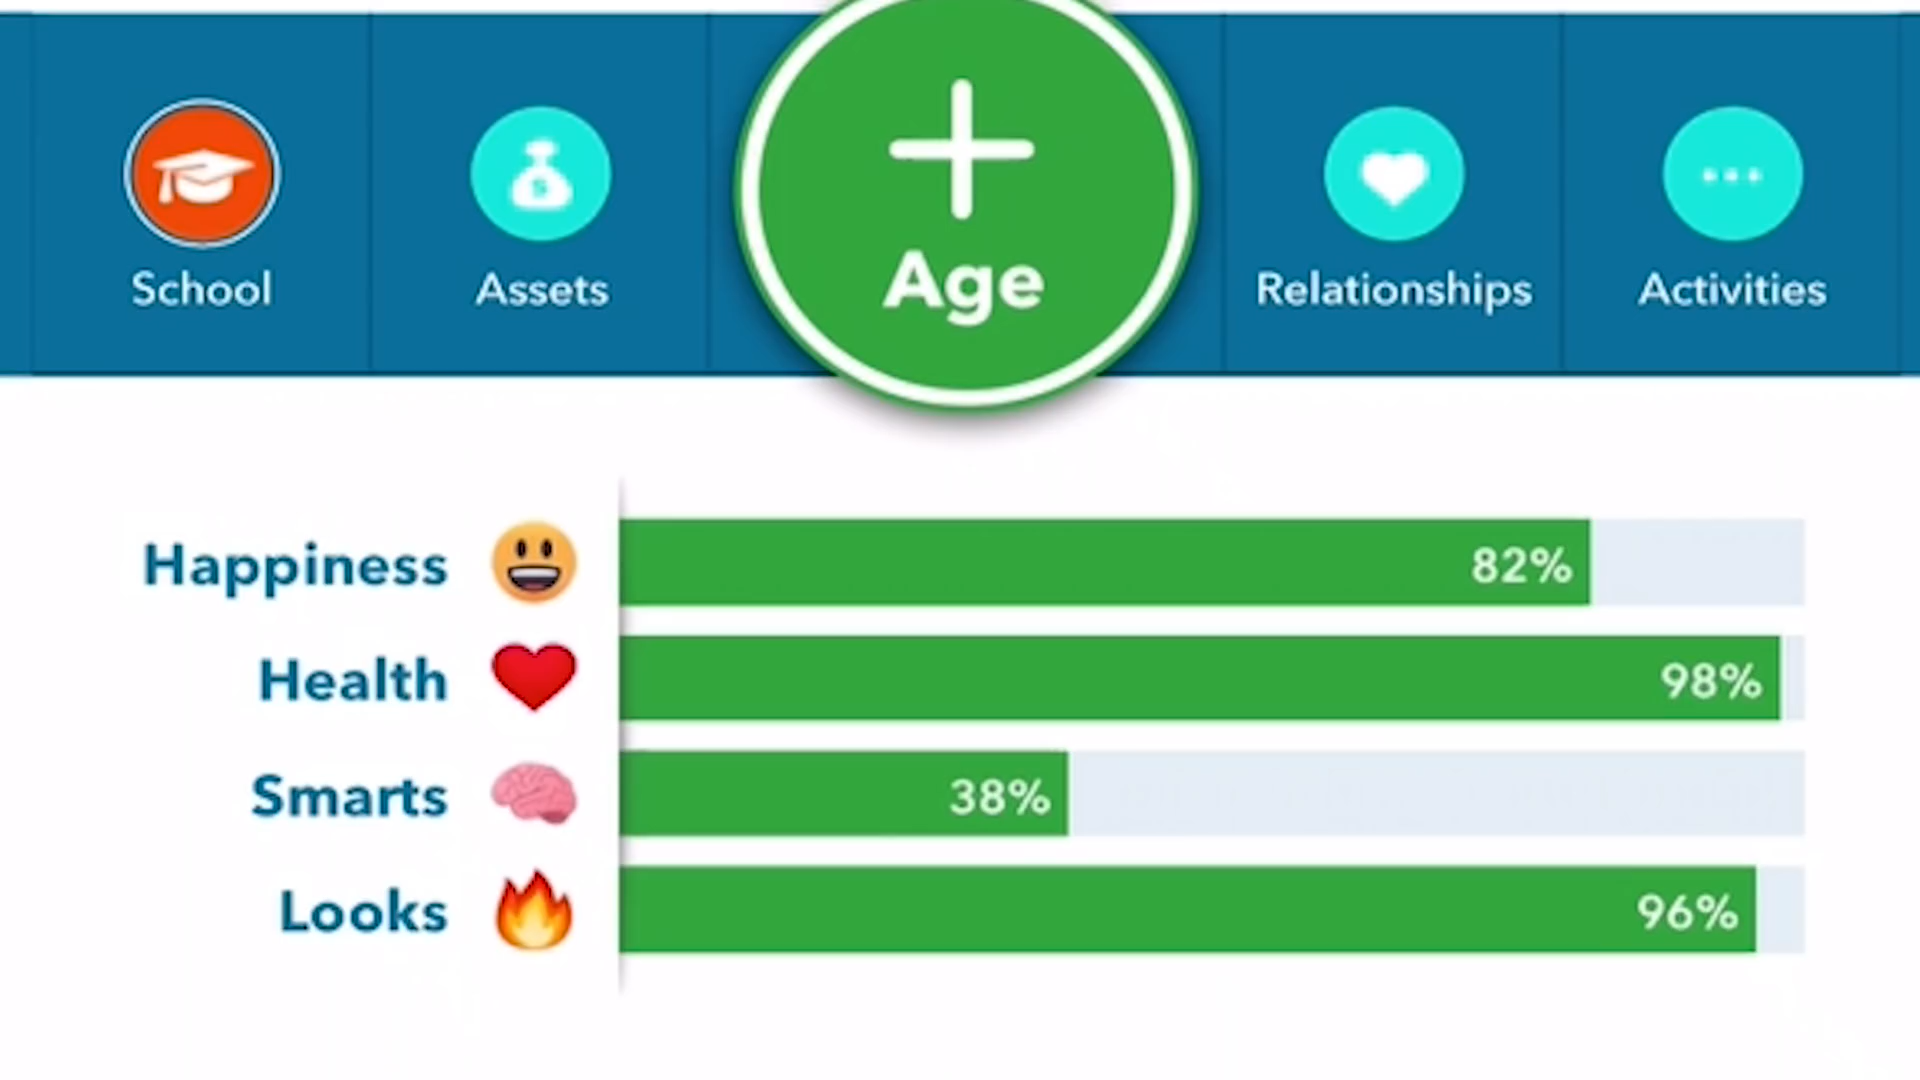 School
Assets
Age
Relationships
Activities
Happiness 82%
Health 98%
Smarts 38%
Looks 96%